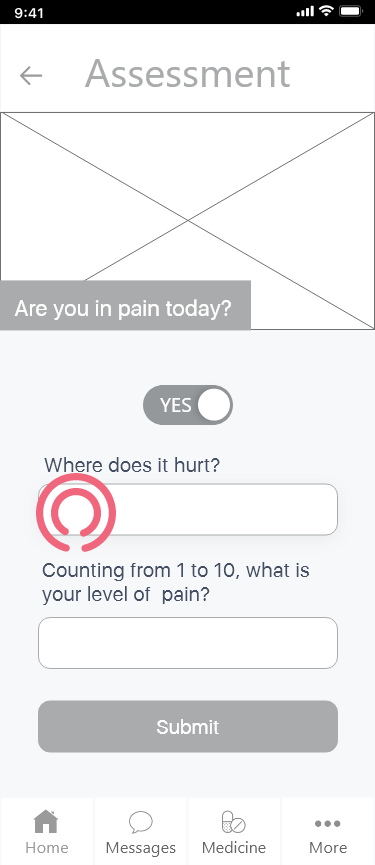 9:41
Assessment
Are you in pain today?
YES
Where does it hurt?
Counting from 1 to 10, what is
your level of  pain?
Submit
Home Messages Medicine More